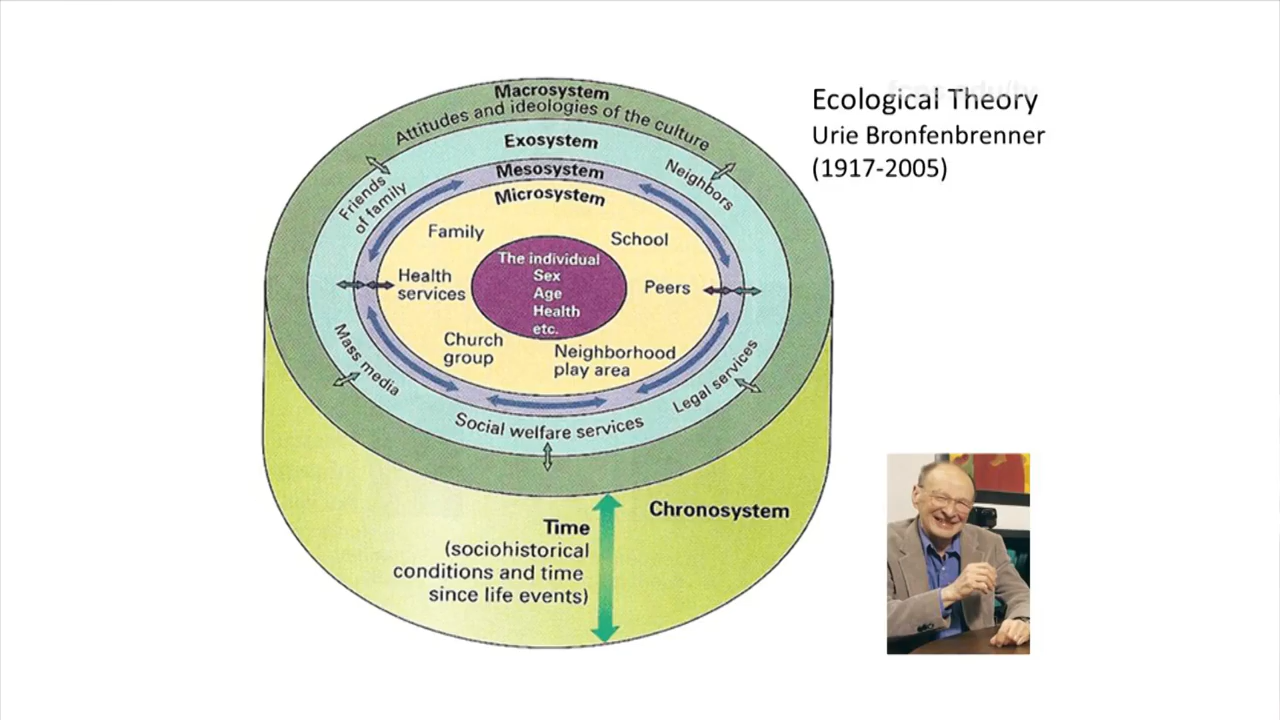 Macrosystem
Attitudes and ideologies of the culture
Exosystem
Friends
of family
Neighbors
Mesosystem
Microsystem
Family
School
The individual
Sex
Age
Health
etc.
Health
services
Peers
Church
group
Neighborhood
play area
Mass media
Legal services
Social welfare services
Chronosystem
Time
(sociohistorical
conditions and time
since life events)
Ecological Theory
Urie Bronfenbrenner
(1917-2005)